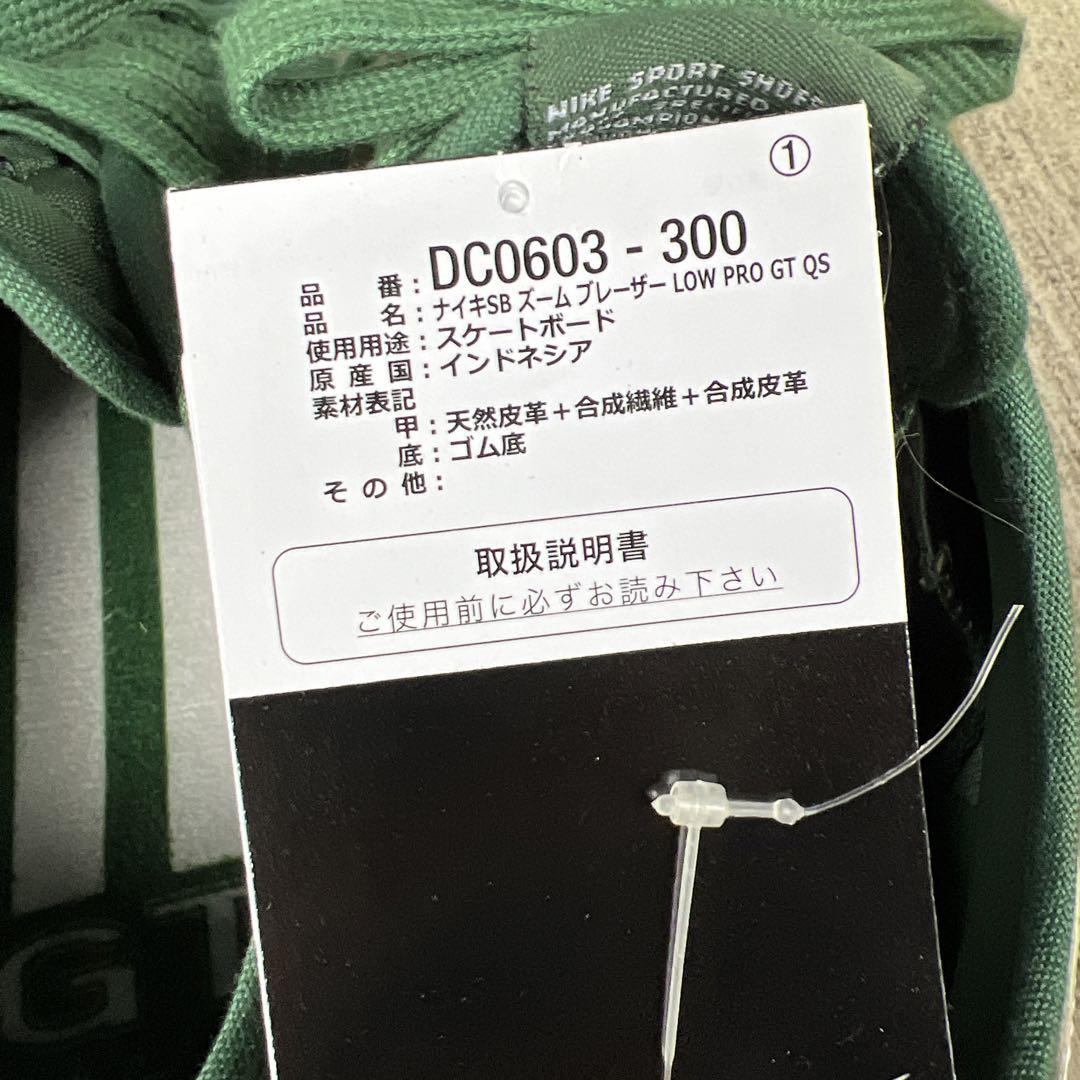 NIKE SPORT SHOES
MANUFACTURED
①
品番：DC0603 - 300
品名：ナイキSB ズーム ブレーザー LOW PRO GT QS
使用用途：スケートボード
原産国：インドネシア
素材表記
甲：天然皮革＋合成繊維＋合成皮革
底：ゴム底
その他：
取扱説明書
ご使用前に必ずお読み下さい
GT